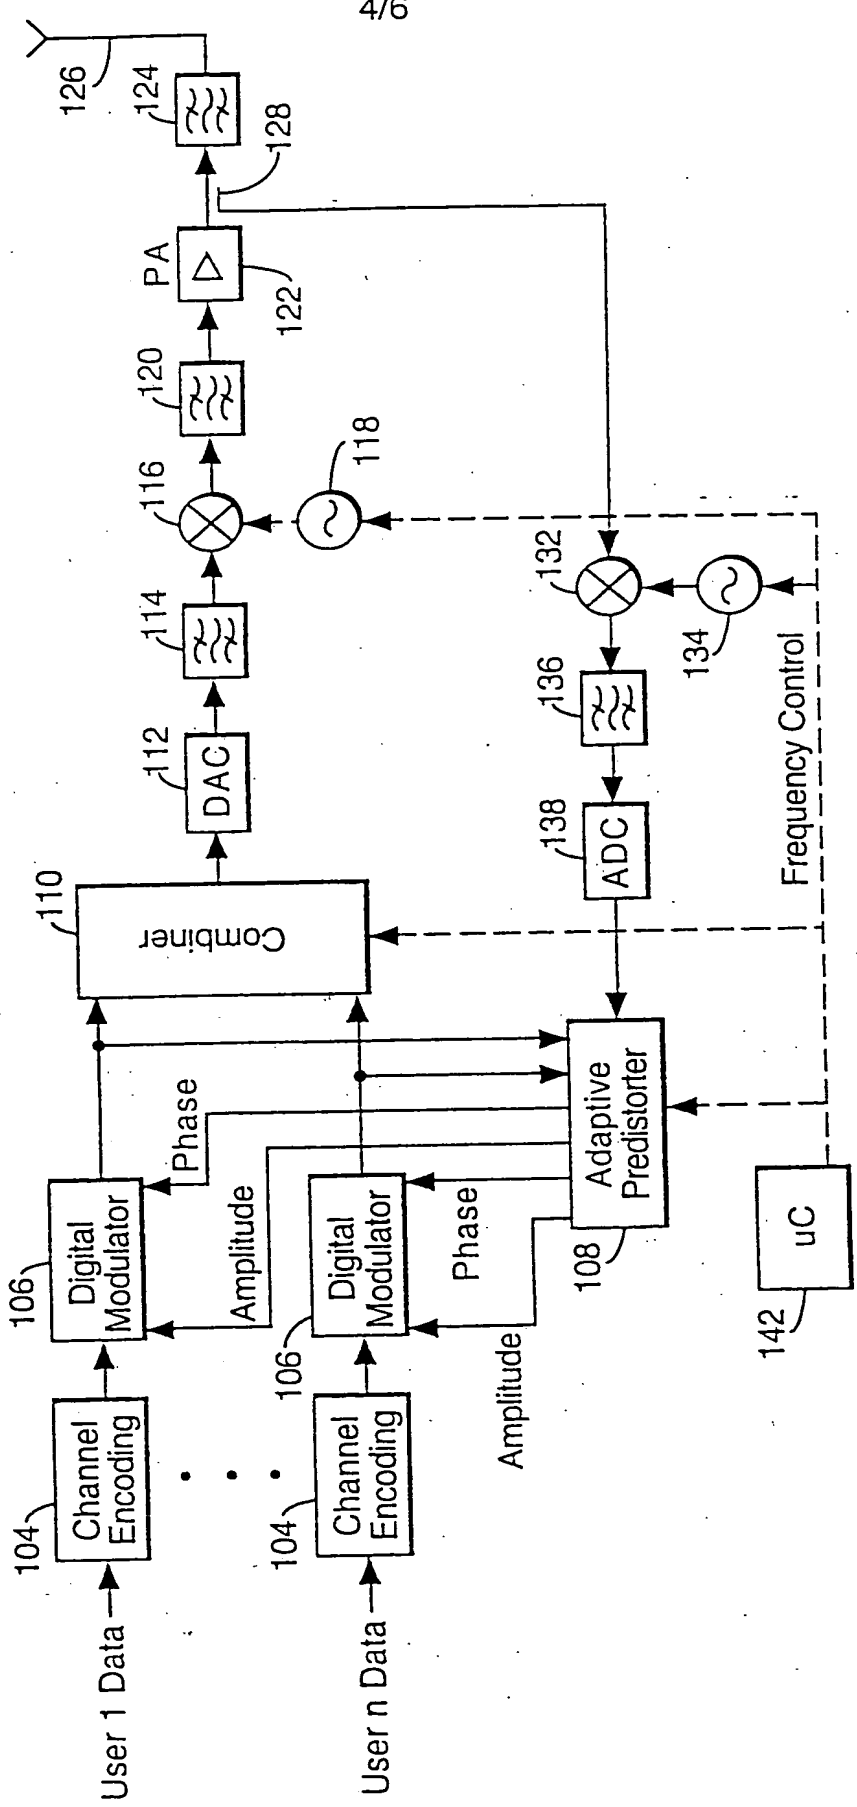 4/6
126
124
128
PA
122
120
116
118
114
112
DAC
110
Combiner
132
134
136
138
ADC
Frequency Control
Phase
Amplitude
106
Digital
Modulator
106
Digital
Modulator
Phase
Amplitude
Adaptive
Predistorter
108
uC
142
104
Channel
Encoding
104
Channel
Encoding
User 1 Data
User n Data